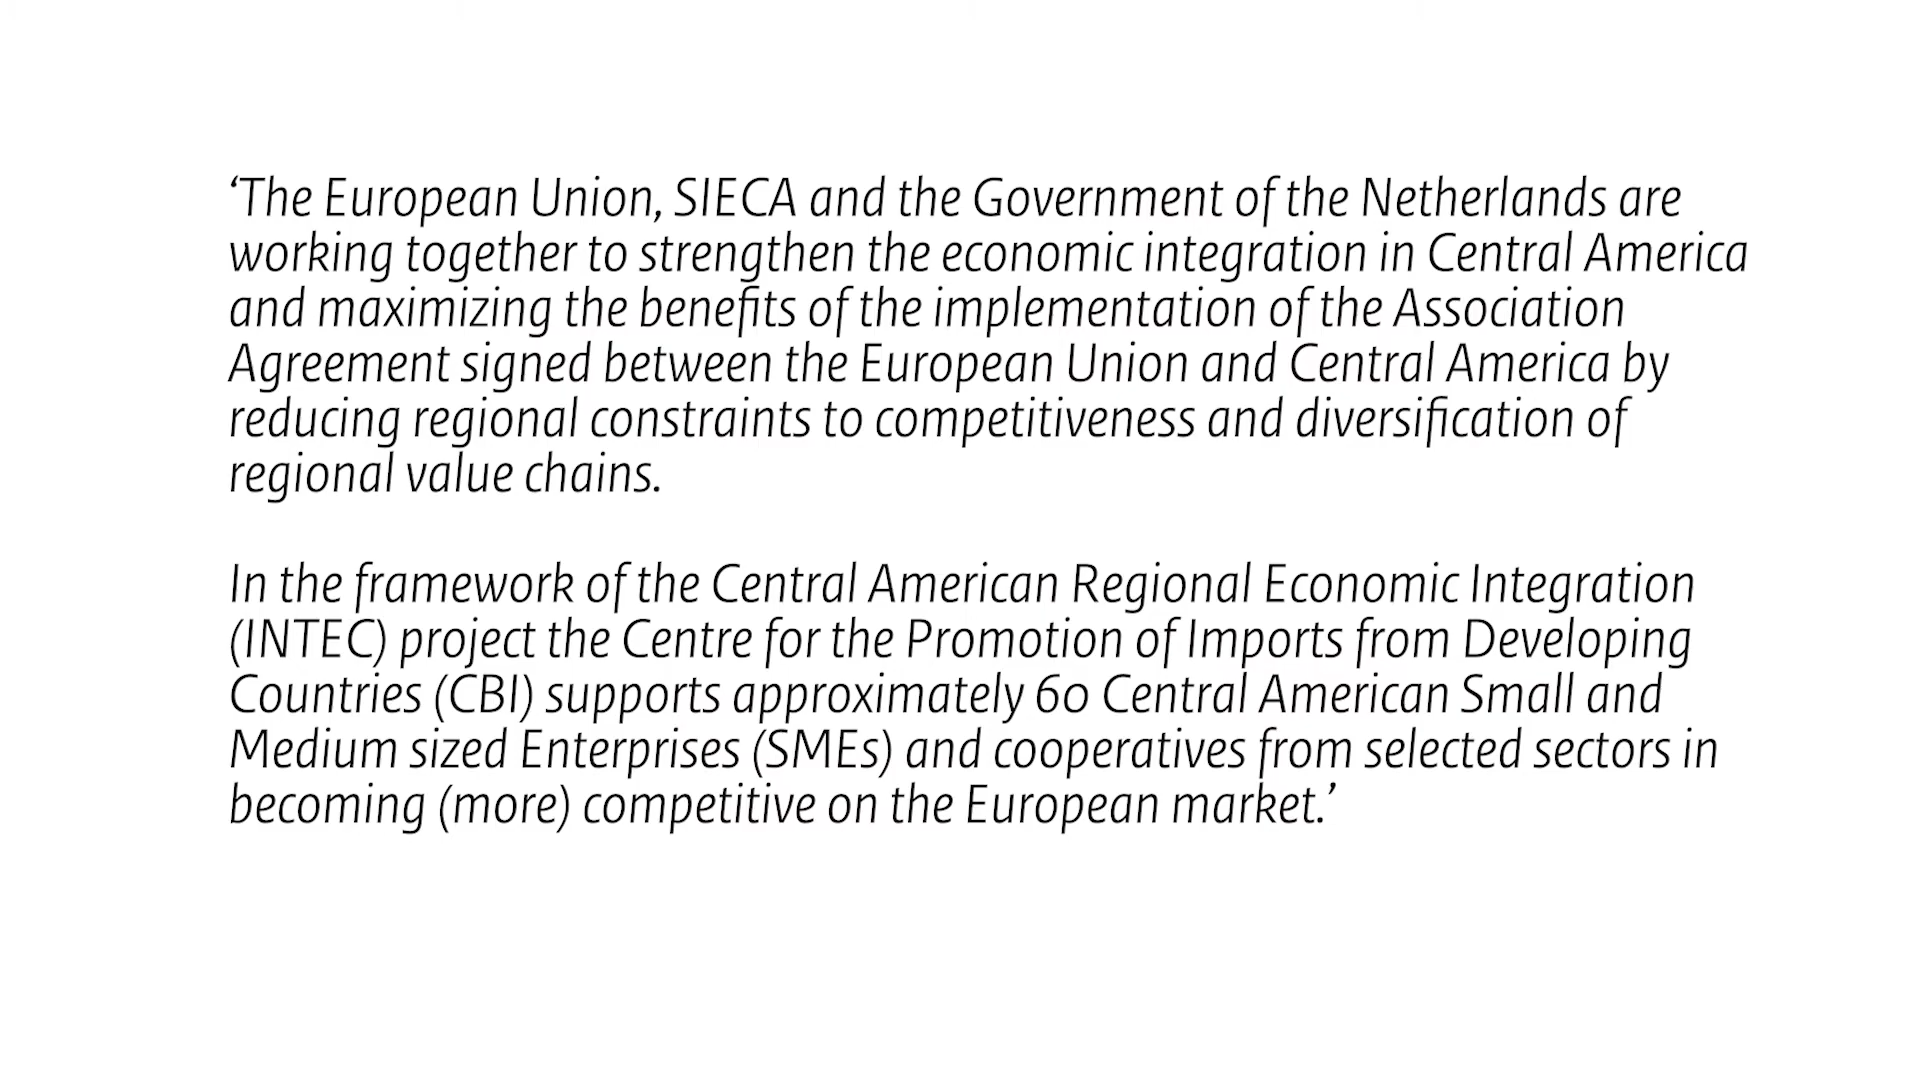 ‘The European Union, SIECA and the Government of the Netherlands are
working together to strengthen the economic integration in Central America
and maximizing the benefits of the implementation of the Association
Agreement signed between the European Union and Central America by
reducing regional constraints to competitiveness and diversification of
regional value chains.
In the framework of the Central American Regional Economic Integration
(INTEC) project the Centre for the Promotion of Imports from Developing
Countries (CBI) supports approximately 60 Central American Small and
Medium sized Enterprises (SMEs) and cooperatives from selected sectors in
becoming (more) competitive on the European market.’